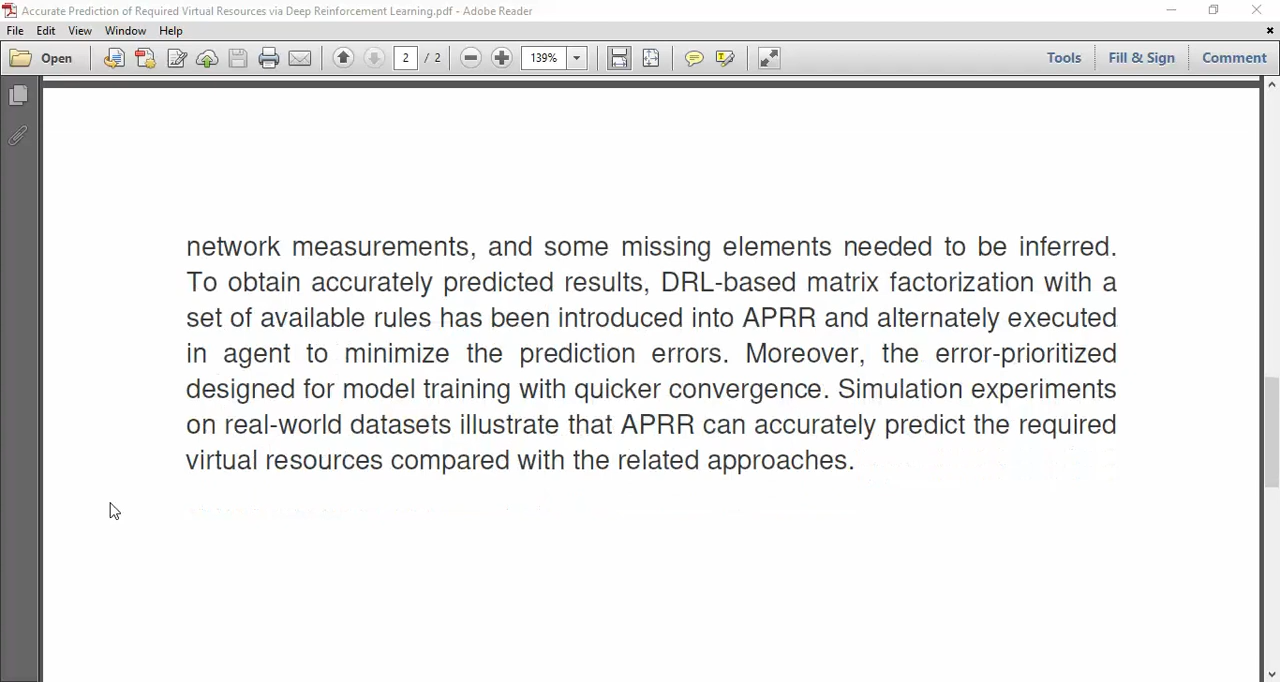 Accurate Prediction of Required Virtual Resources via Deep Reinforcement Learning.pdf - Adobe Reader
File Edit View Window Help
Open 2 / 2 139% Tools Fill & Sign Comment
network measurements, and some missing elements needed to be inferred.
To obtain accurately predicted results, DRL-based matrix factorization with a
set of available rules has been introduced into APRR and alternately executed
in agent to minimize the prediction errors. Moreover, the error-prioritized
designed for model training with quicker convergence. Simulation experiments
on real-world datasets illustrate that APRR can accurately predict the required
virtual resources compared with the related approaches.